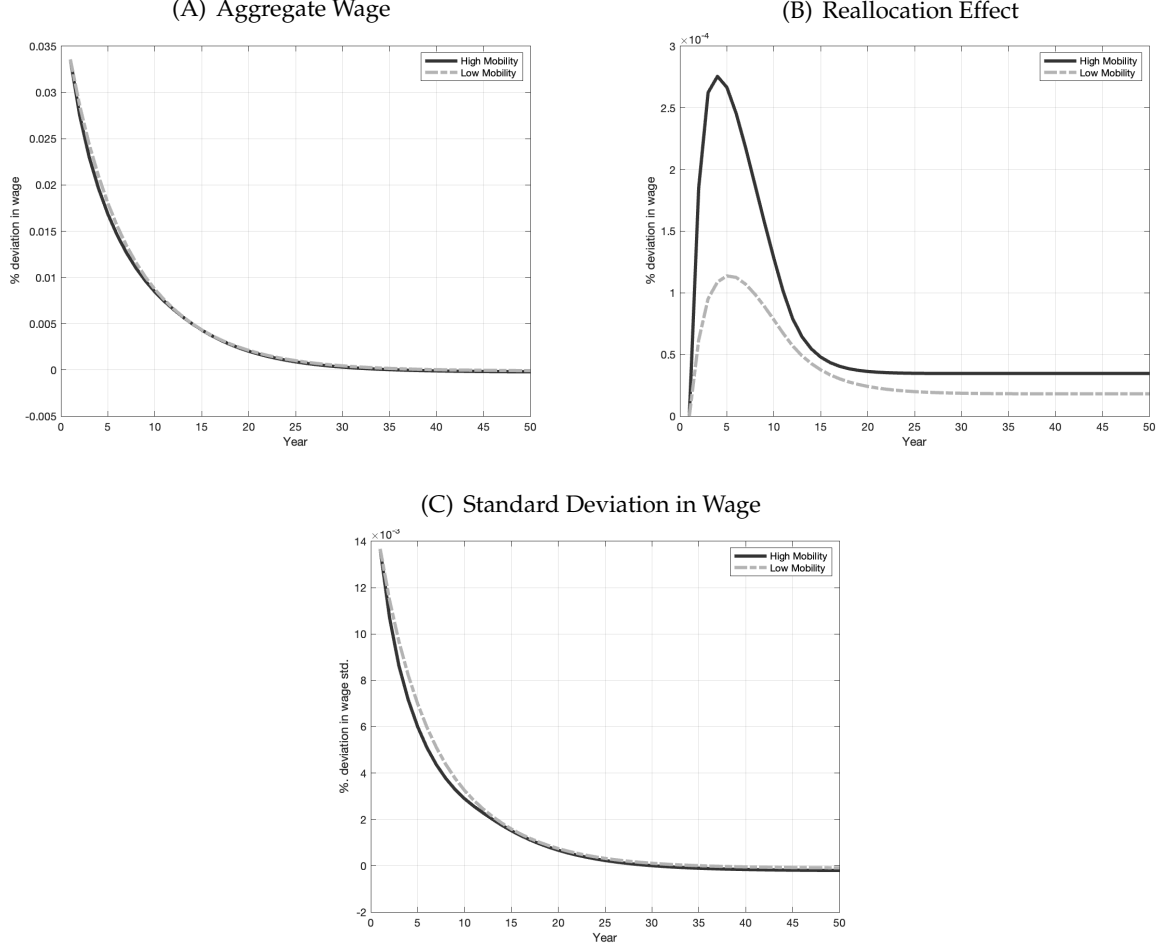 (A) Aggregate Wage
0.035
0.03
0.025
0.02
0.015
0.01
0.005
0
-0.005
% deviation in wage
High Mobility
Low Mobility
0 5 10 15 20 25 30 35 40 45 50
Year
(B) Reallocation Effect
×10⁻⁴
3
2.5
2
1.5
1
0.5
0
% deviation in wage
High Mobility
Low Mobility
0 5 10 15 20 25 30 35 40 45 50
Year
(C) Standard Deviation in Wage
×10⁻³
14
12
10
8
6
4
2
0
-2
%. deviation in wage std.
High Mobility
Low Mobility
0 5 10 15 20 25 30 35 40 45 50
Year